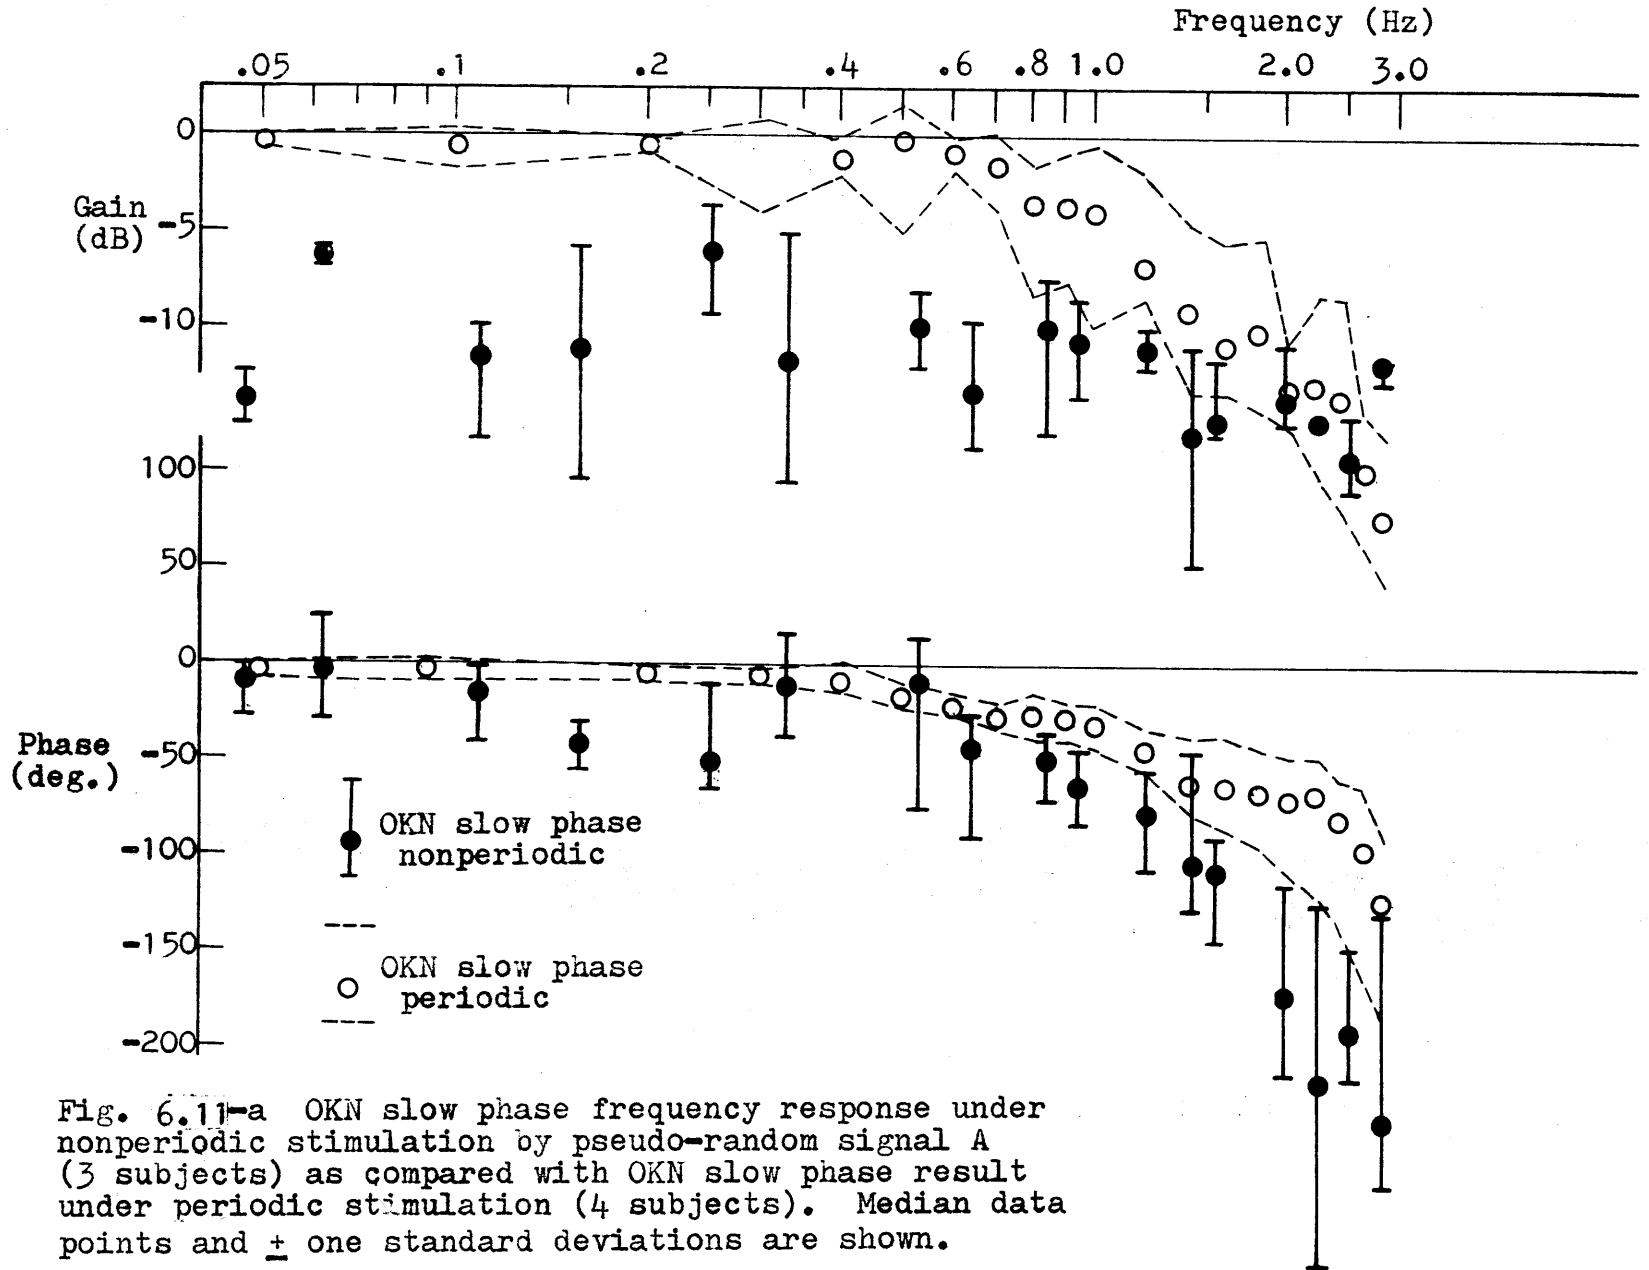 Frequency (Hz)
.05 .1 .2 .4 .6 .8 1.0 2.0 3.0
0
Gain
(dB)
-5
-10
100
50
0
Phase
(deg.)
-50
-100
-150
-200
OKN slow phase
nonperiodic
OKN slow phase
periodic
Fig. 6.11-a OKN slow phase frequency response under
nonperiodic stimulation by pseudo-random signal A
(3 subjects) as compared with OKN slow phase result
under periodic stimulation (4 subjects). Median data
points and ± one standard deviations are shown.